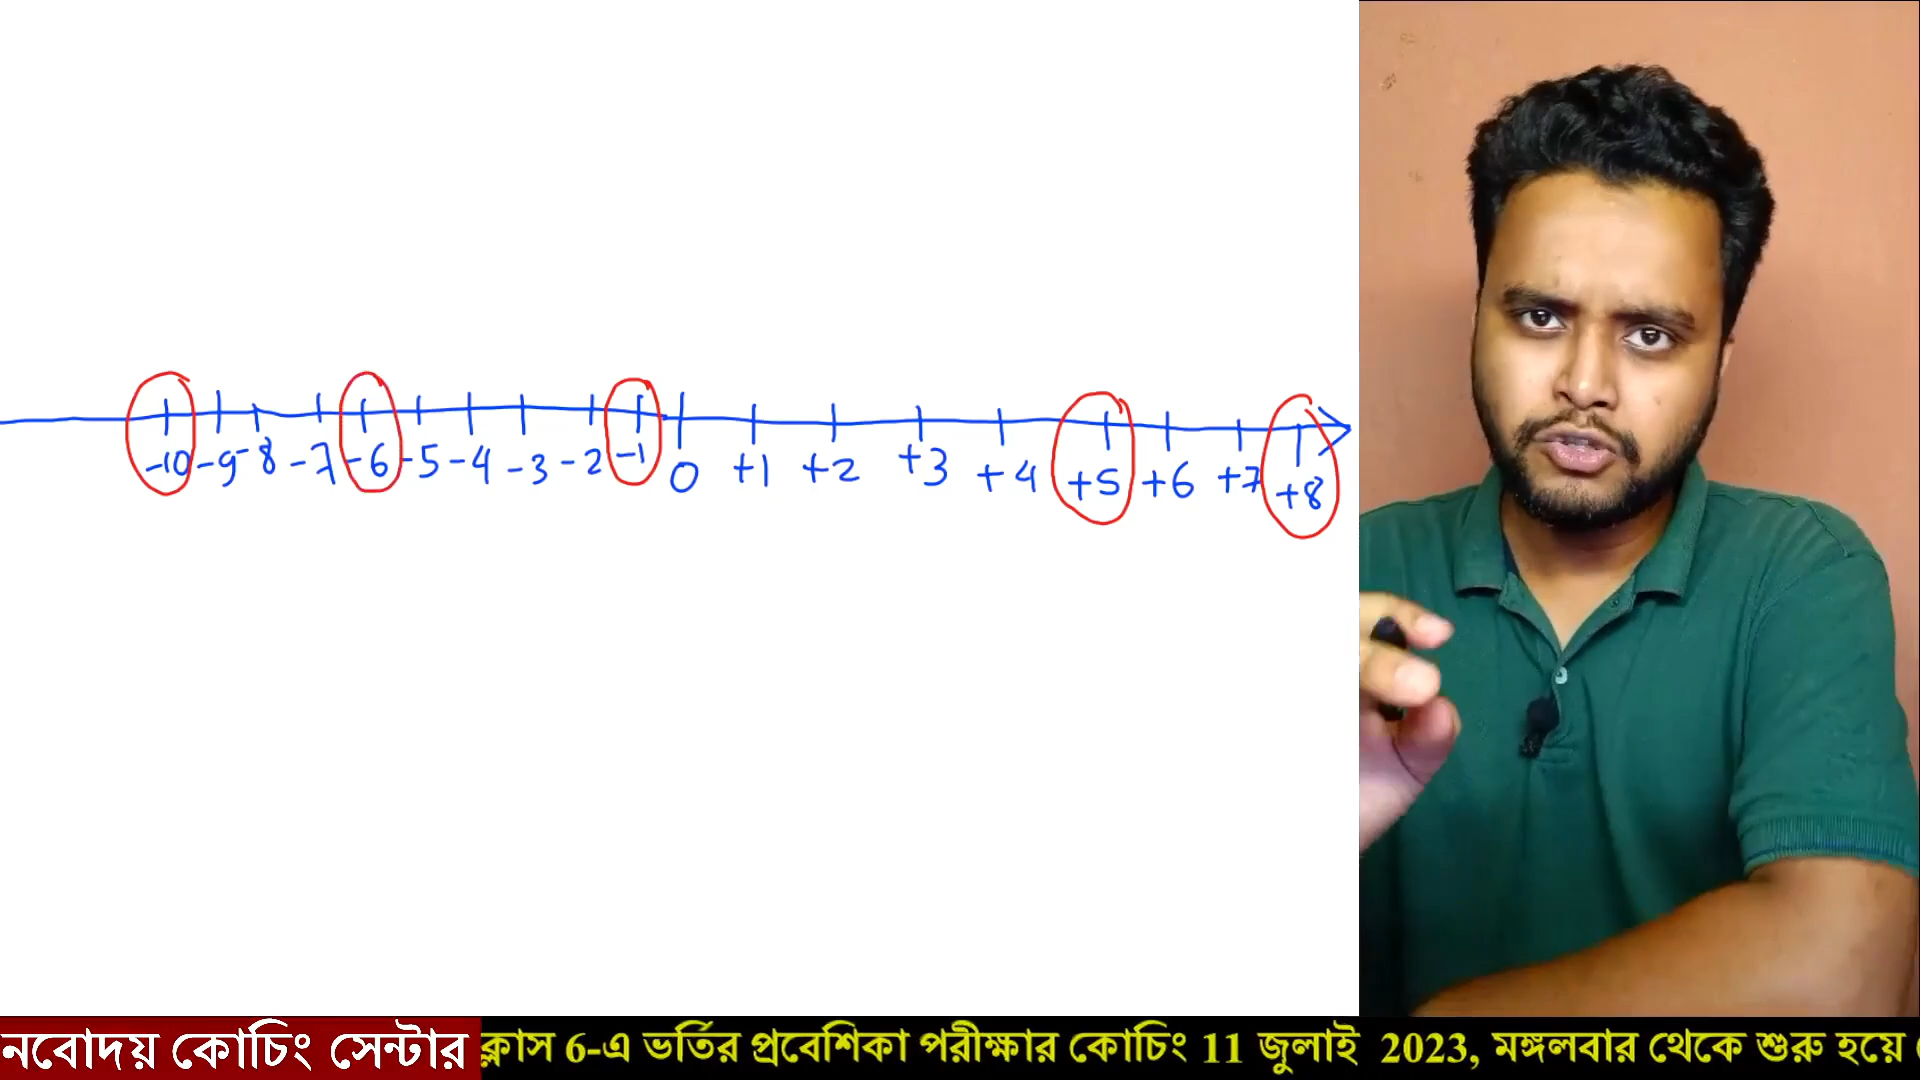 -10 -9 -8 -7 -6 -5 -4 -3 -2 -1 0 +1 +2 +3 +4 +5 +6 +7 +8
নবোদয় কোচিং সেন্টার ক্লাস 6-এ ভর্তির প্রবেশিকা পরীক্ষার কোচিং 11 জুলাই 2023, মঙ্গলবার থেকে শুরু হয়ে